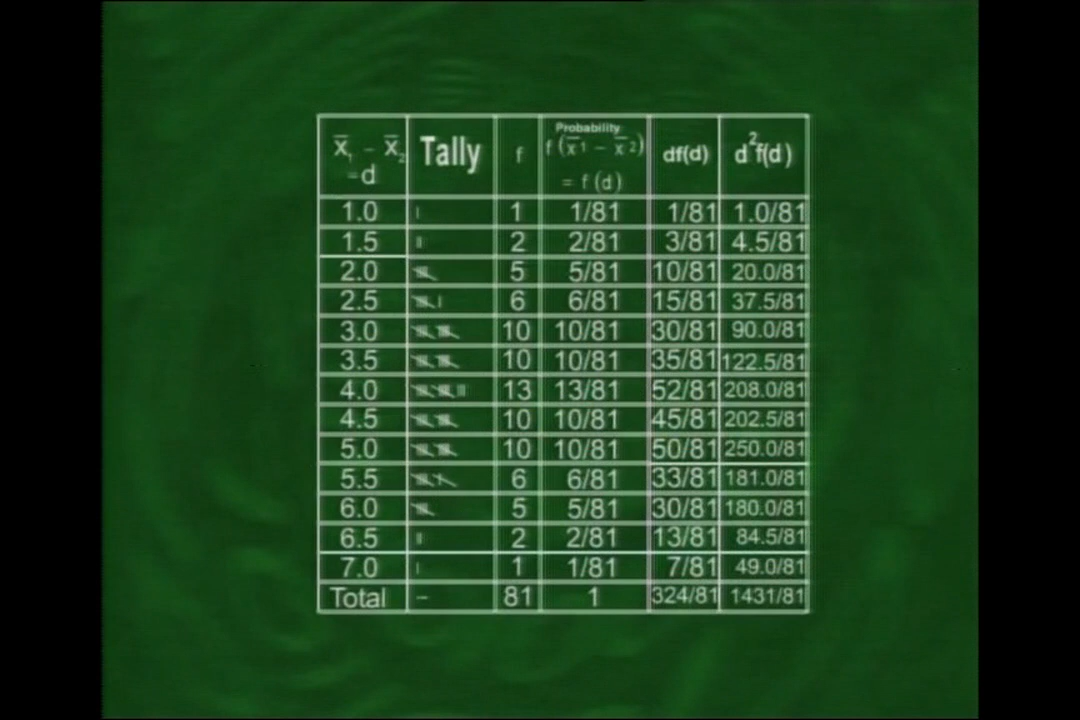 x̄₁ - x̄₂ =d Tally f Probability f (x̄1 - x̄2) = f (d) df(d) d²f(d)
1.0 1 1/81 1/81 1.0/81
1.5 2 2/81 3/81 4.5/81
2.0 5 5/81 10/81 20.0/81
2.5 6 6/81 15/81 37.5/81
3.0 10 10/81 30/81 90.0/81
3.5 10 10/81 35/81 122.5/81
4.0 13 13/81 52/81 208.0/81
4.5 10 10/81 45/81 202.5/81
5.0 10 10/81 50/81 250.0/81
5.5 6 6/81 33/81 181.0/81
6.0 5 5/81 30/81 180.0/81
6.5 2 2/81 13/81 84.5/81
7.0 1 1/81 7/81 49.0/81
Total - 81 1 324/81 1431/81